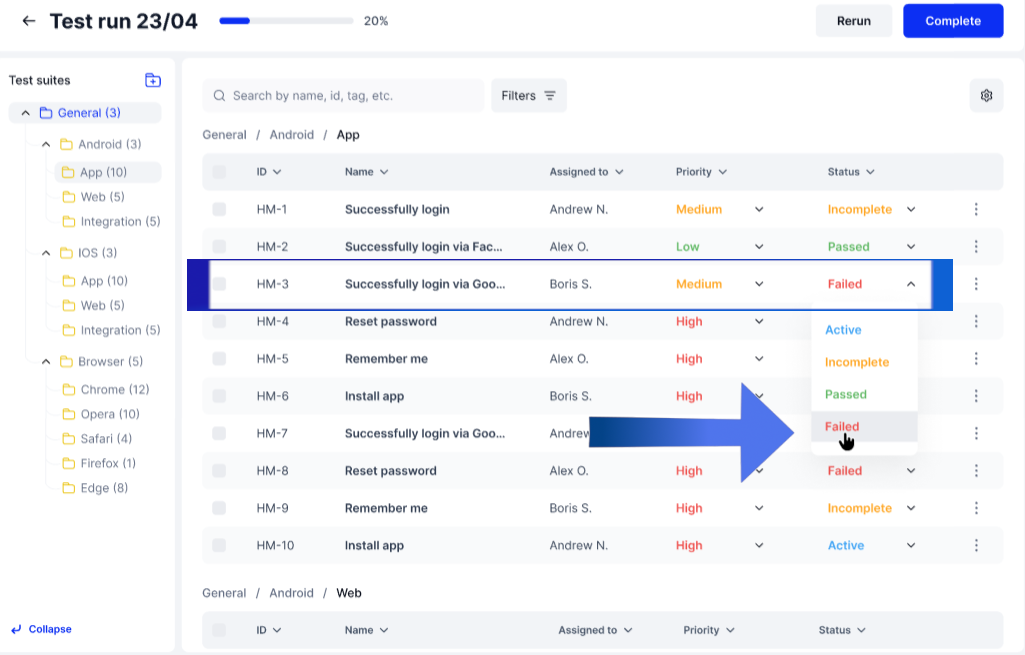 Test run 23/04 20% Rerun Complete
Test suites
General (3)
Android (3)
App (10)
Web (5)
Integration (5)
IOS (3)
App (10)
Web (5)
Integration (5)
Browser (5)
Chrome (12)
Opera (10)
Safari (4)
Firefox (1)
Edge (8)
Collapse
Search by name, id, tag, etc. Filters
General / Android / App
ID Name Assigned to Priority Status
HM-1 Successfully login Andrew N. Medium Incomplete
HM-2 Successfully login via Fac... Alex O. Low Passed
HM-3 Successfully login via Goo... Boris S. Medium Failed
HM-4 Reset password Andrew N. High
HM-5 Remember me Alex O. High
HM-6 Install app Boris S. High
HM-7 Successfully login via Goo...
HM-8 Reset password Alex O. High Failed
HM-9 Remember me Boris S. High Incomplete
HM-10 Install app Andrew N. High Active
Active
Incomplete
Passed
Failed
General / Android / Web
ID Name Assigned to Priority Status